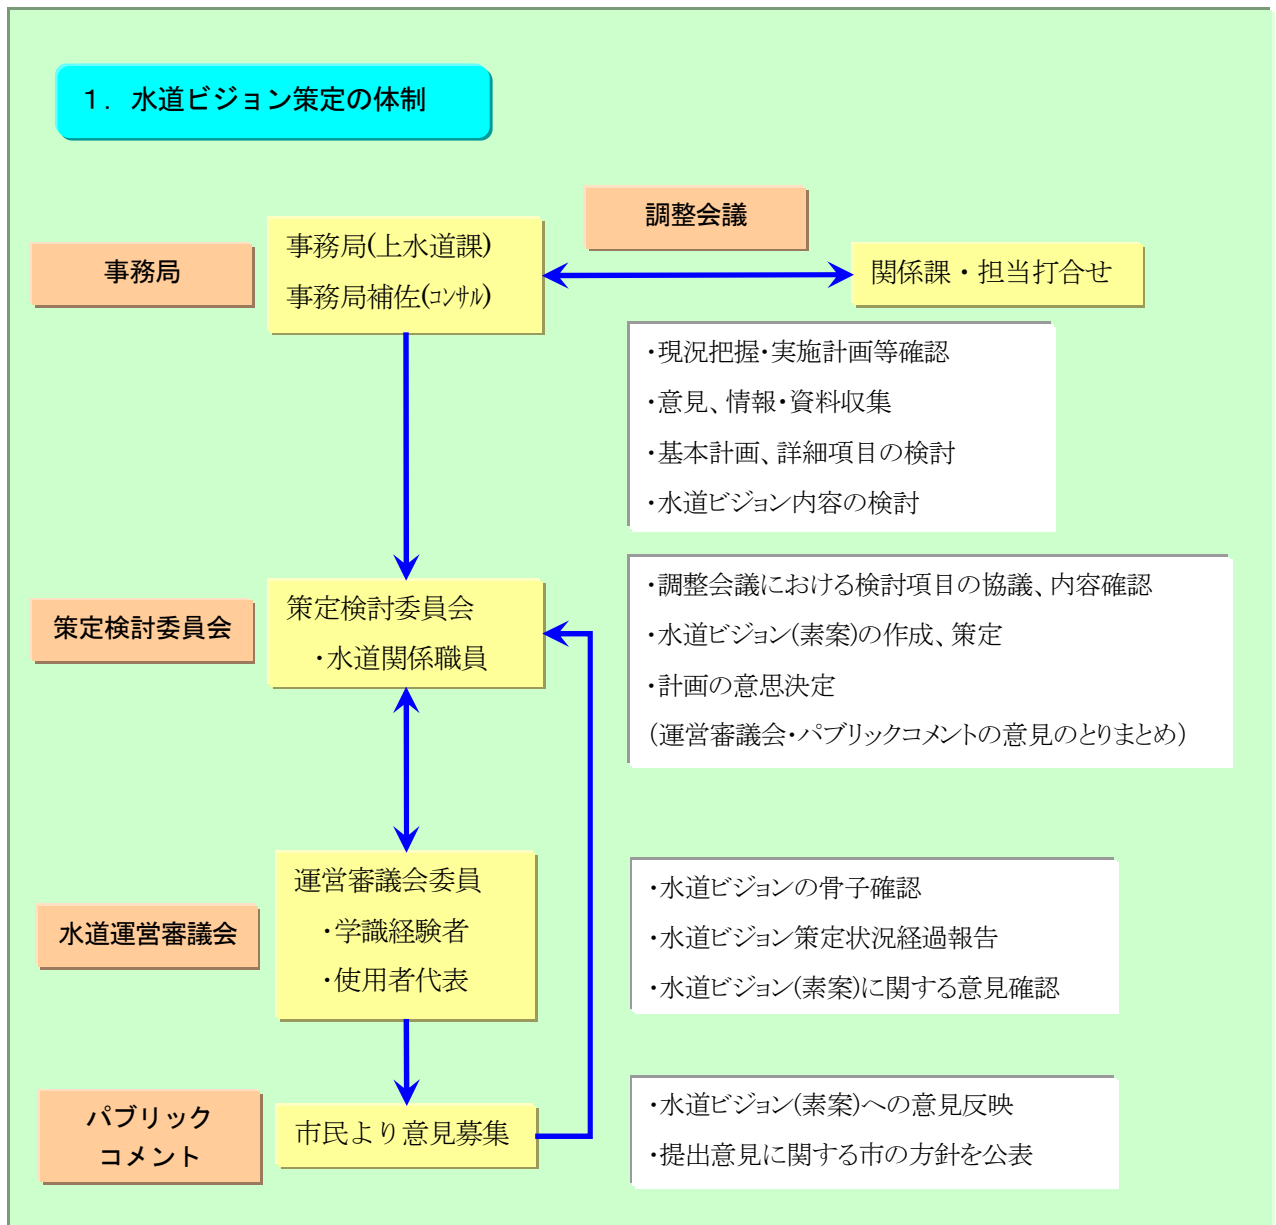 １．水道ビジョン策定の体制
調整会議
事務局
事務局(上水道課)
事務局補佐(ｺﾝｻﾙ)
関係課・担当打合せ
・現況把握・実施計画等確認
・意見、情報・資料収集
・基本計画、詳細項目の検討
・水道ビジョン内容の検討
策定検討委員会
策定検討委員会
・水道関係職員
・調整会議における検討項目の協議、内容確認
・水道ビジョン(素案)の作成、策定
・計画の意思決定
（運営審議会・パブリックコメントの意見のとりまとめ）
水道運営審議会
運営審議会委員
・学識経験者
・使用者代表
・水道ビジョンの骨子確認
・水道ビジョン策定状況経過報告
・水道ビジョン(素案)に関する意見確認
パブリック
コメント
市民より意見募集
・水道ビジョン(素案)への意見反映
・提出意見に関する市の方針を公表